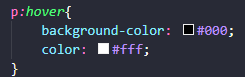 p:hover{
    background-color: #000;
    color: #fff;
}